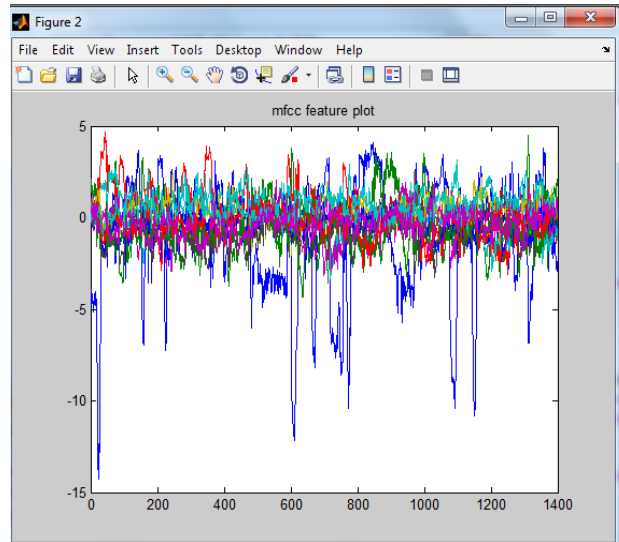 Figure 2
File Edit View Insert Tools Desktop Window Help
mfcc feature plot
5
0
-5
-10
-15
0 200 400 600 800 1000 1200 1400